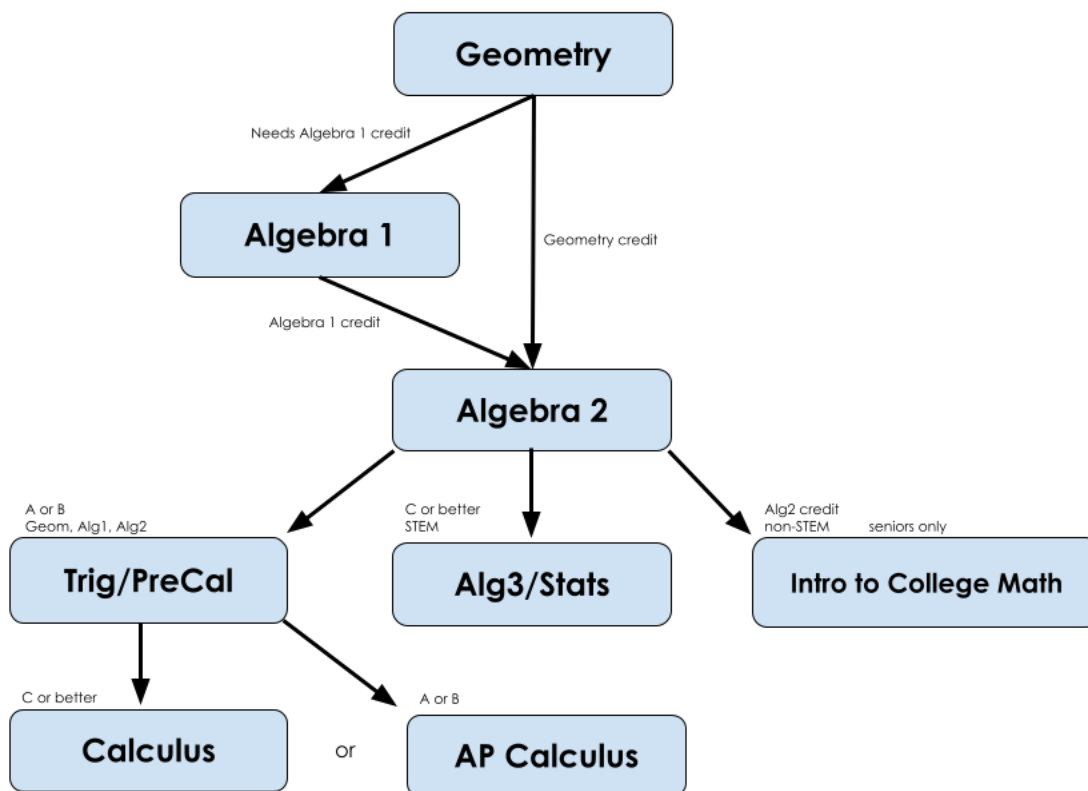 Geometry
Needs Algebra 1 credit
Algebra 1
Geometry credit
Algebra 1 credit
Algebra 2
A or B
Geom, Alg1, Alg2
C or better
STEM
Alg2 credit
non-STEM seniors only
Trig/PreCal
Alg3/Stats
Intro to College Math
C or better
A or B
Calculus
or
AP Calculus